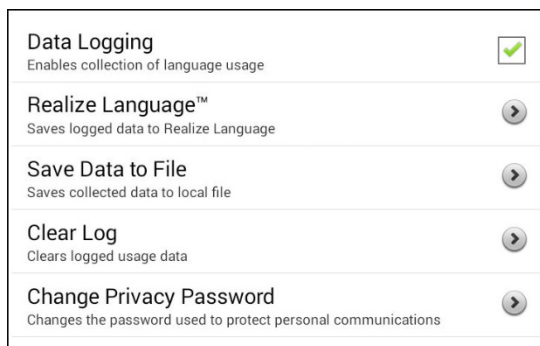 Data Logging
Enables collection of language usage
Realize Language™
Saves logged data to Realize Language
Save Data to File
Saves collected data to local file
Clear Log
Clears logged usage data
Change Privacy Password
Changes the password used to protect personal communications